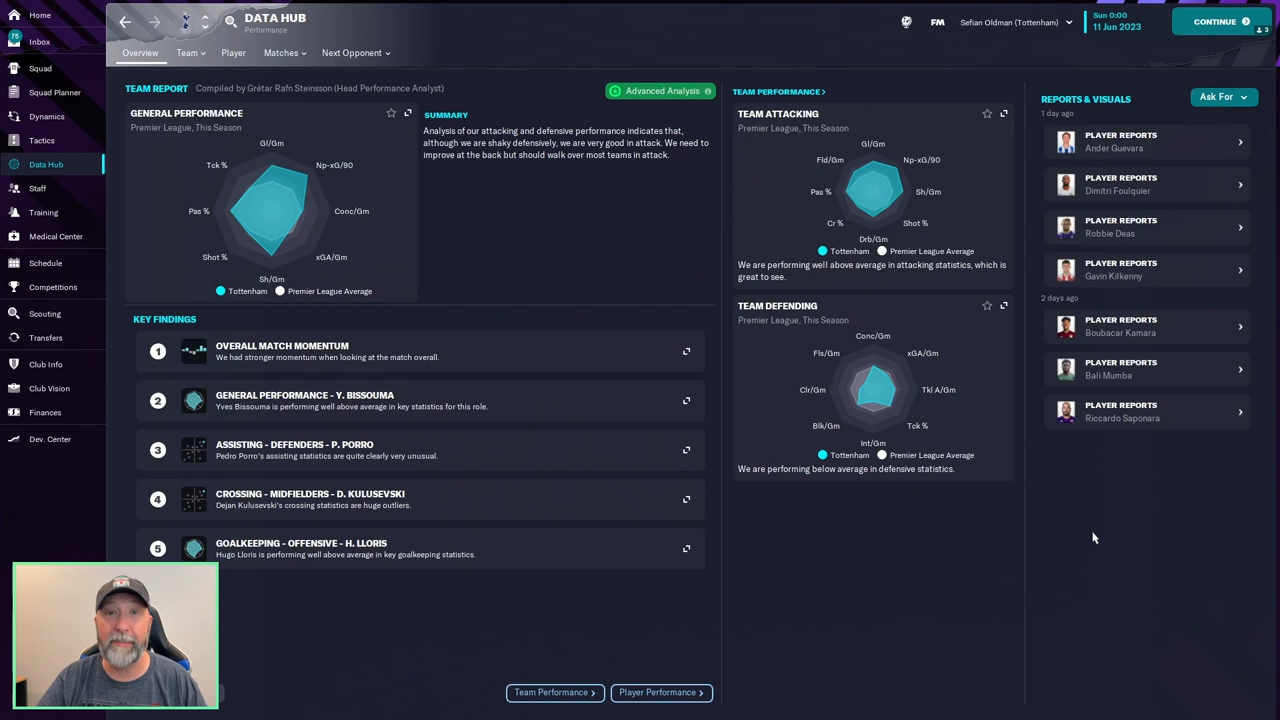 Home
75
Inbox
Squad
Squad Planner
Dynamics
Tactics
Data Hub
Staff
Training
Medical Center
Schedule
Competitions
Scouting
Transfers
Club Info
Club Vision
Finances
Dev. Center
DATA HUB
Performance
FM
Sefian Oldman (Tottenham)
Sun 0:00
11 Jun 2023
CONTINUE
3
Overview
Team
Player
Matches
Next Opponent
TEAM REPORT Compiled by Grétar Rafn Steinsson (Head Performance Analyst)
Advanced Analysis
GENERAL PERFORMANCE
Premier League, This Season
Gl/Gm
Tck %
Np-xG/90
Pas %
Conc/Gm
Shot %
xGA/Gm
Sh/Gm
Tottenham
Premier League Average
SUMMARY
Analysis of our attacking and defensive performance indicates that,
although we are shaky defensively, we are very good in attack. We need to
improve at the back but should walk over most teams in attack.
KEY FINDINGS
1
OVERALL MATCH MOMENTUM
We had stronger momentum when looking at the match overall.
2
GENERAL PERFORMANCE - Y. BISSOUMA
Yves Bissouma is performing well above average in key statistics for this role.
3
ASSISTING - DEFENDERS - P. PORRO
Pedro Porro's assisting statistics are quite clearly very unusual.
4
CROSSING - MIDFIELDERS - D. KULUSEVSKI
Dejan Kulusevski's crossing statistics are huge outliers.
5
GOALKEEPING - OFFENSIVE - H. LLORIS
Hugo Lloris is performing well above average in key goalkeeping statistics.
Team Performance
Player Performance
TEAM PERFORMANCE
TEAM ATTACKING
Premier League, This Season
Gl/Gm
Fld/Gm
Np-xG/90
Pas %
Sh/Gm
Cr %
Shot %
Drb/Gm
Tottenham
Premier League Average
We are performing well above average in attacking statistics, which is
great to see.
TEAM DEFENDING
Premier League, This Season
Conc/Gm
Fls/Gm
xGA/Gm
Clr/Gm
Tkl A/Gm
Blk/Gm
Tck %
Int/Gm
Tottenham
Premier League Average
We are performing below average in defensive statistics.
REPORTS & VISUALS
Ask For
1 day ago
PLAYER REPORTS
Ander Guevara
PLAYER REPORTS
Dimitri Foulquier
PLAYER REPORTS
Robbie Deas
PLAYER REPORTS
Gavin Kilkenny
2 days ago
PLAYER REPORTS
Boubacar Kamara
PLAYER REPORTS
Bali Mumba
PLAYER REPORTS
Riccardo Saponara